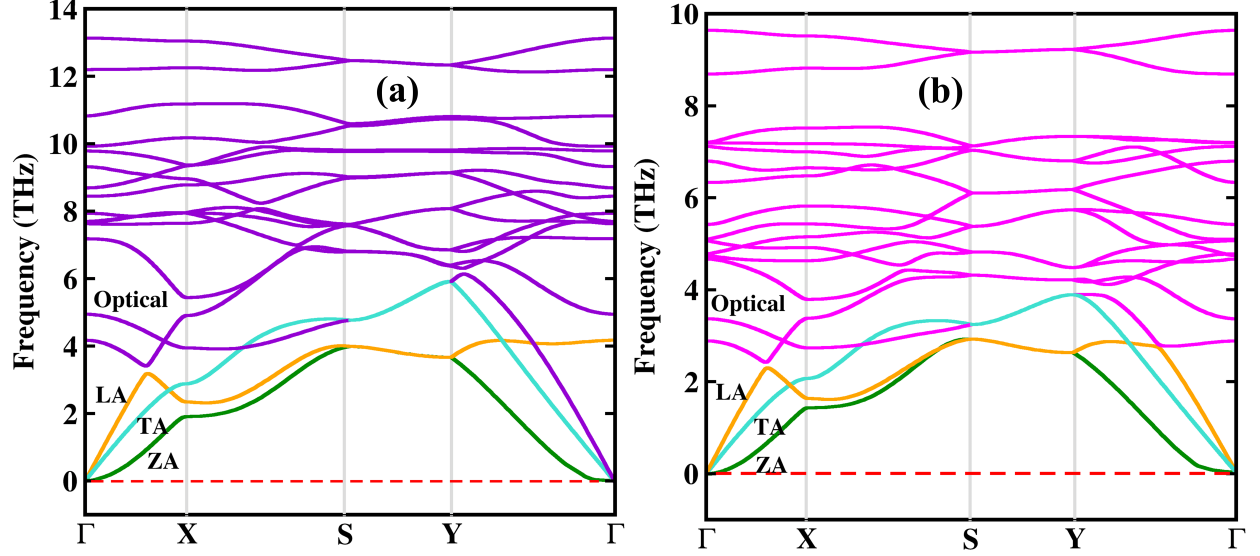 14
12
10
8
6
4
2
0
Frequency (THz)
(a)
Optical
LA
TA
ZA
Γ X S Y Γ
10
8
6
4
2
0
Frequency (THz)
(b)
Optical
LA
TA
ZA
Γ X S Y Γ